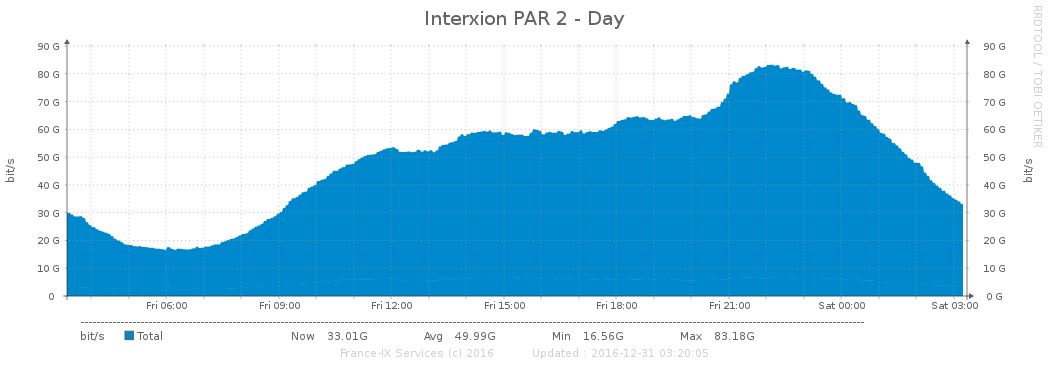 Interxion PAR 2 - Day
RRDTOOL / TOBI OETIKER
90 G 90 G
80 G 80 G
70 G 70 G
60 G 60 G
50 G 50 G
40 G 40 G
30 G 30 G
20 G 20 G
10 G 10 G
0 0 G
bit/s bit/s
Fri 06:00 Fri 09:00 Fri 12:00 Fri 15:00 Fri 18:00 Fri 21:00 Sat 00:00 Sat 03:00
bit/s Total Now 33.01G Avg 49.99G Min 16.56G Max 83.18G
France-IX Services (c) 2016 Updated : 2016-12-31 03:20:05